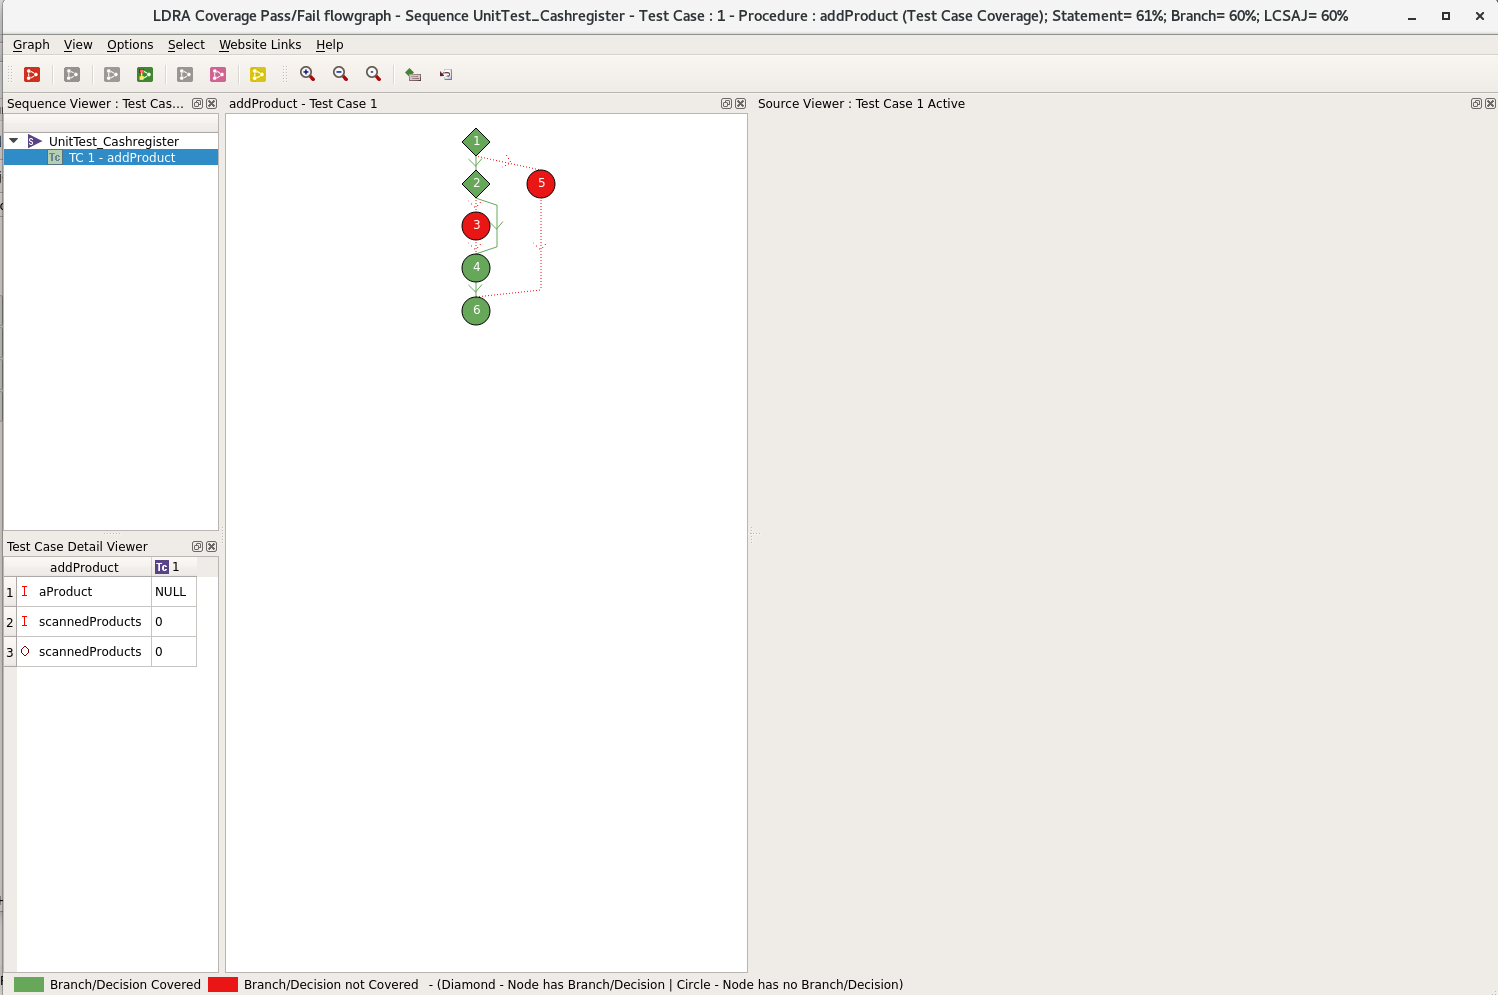 LDRA Coverage Pass/Fail flowgraph - Sequence UnitTest_Cashregister - Test Case : 1 - Procedure : addProduct (Test Case Coverage); Statement= 61%; Branch= 60%; LCSAJ= 60%
Graph View Options Select Website Links Help
Sequence Viewer : Test Cas...
UnitTest_Cashregister
Tc TC 1 - addProduct
addProduct - Test Case 1
1
2
5
3
4
6
Source Viewer : Test Case 1 Active
Test Case Detail Viewer
addProduct Tc 1
1 I aProduct NULL
2 I scannedProducts 0
3 O scannedProducts 0
Branch/Decision Covered Branch/Decision not Covered - (Diamond - Node has Branch/Decision | Circle - Node has no Branch/Decision)